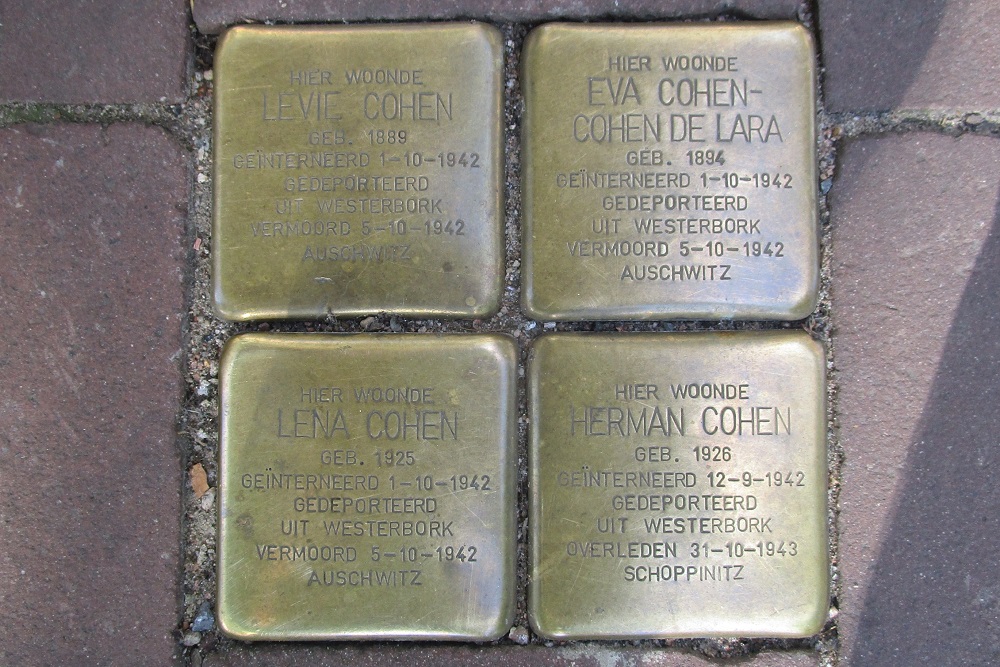 HIER WOONDE
LEVIE COHEN
GEB. 1889
GEÏNTERNEERD 1-10-1942
GEDEPORTEERD
UIT WESTERBORK
VERMOORD 5-10-1942
AUSCHWITZ
HIER WOONDE
EVA COHEN-
COHEN DE LARA
GEB. 1894
GEÏNTERNEERD 1-10-1942
GEDEPORTEERD
UIT WESTERBORK
VERMOORD 5-10-1942
AUSCHWITZ
HIER WOONDE
LENA COHEN
GEB. 1925
GEÏNTERNEERD 1-10-1942
GEDEPORTEERD
UIT WESTERBORK
VERMOORD 5-10-1942
AUSCHWITZ
HIER WOONDE
HERMAN COHEN
GEB. 1926
GEÏNTERNEERD 12-9-1942
GEDEPORTEERD
UIT WESTERBORK
OVERLEDEN 31-10-1943
SCHOPPINITZ